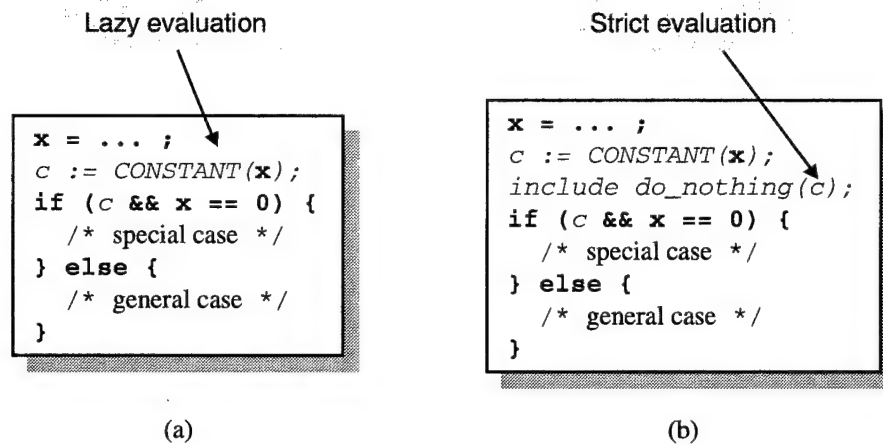 Lazy evaluation
x = ... ;
c := CONSTANT(x);
if (c && x == 0) {
/* special case */
} else {
/* general case */
}
(a)
Strict evaluation
x = ... ;
c := CONSTANT(x);
include do_nothing(c);
if (c && x == 0) {
/* special case */
} else {
/* general case */
}
(b)